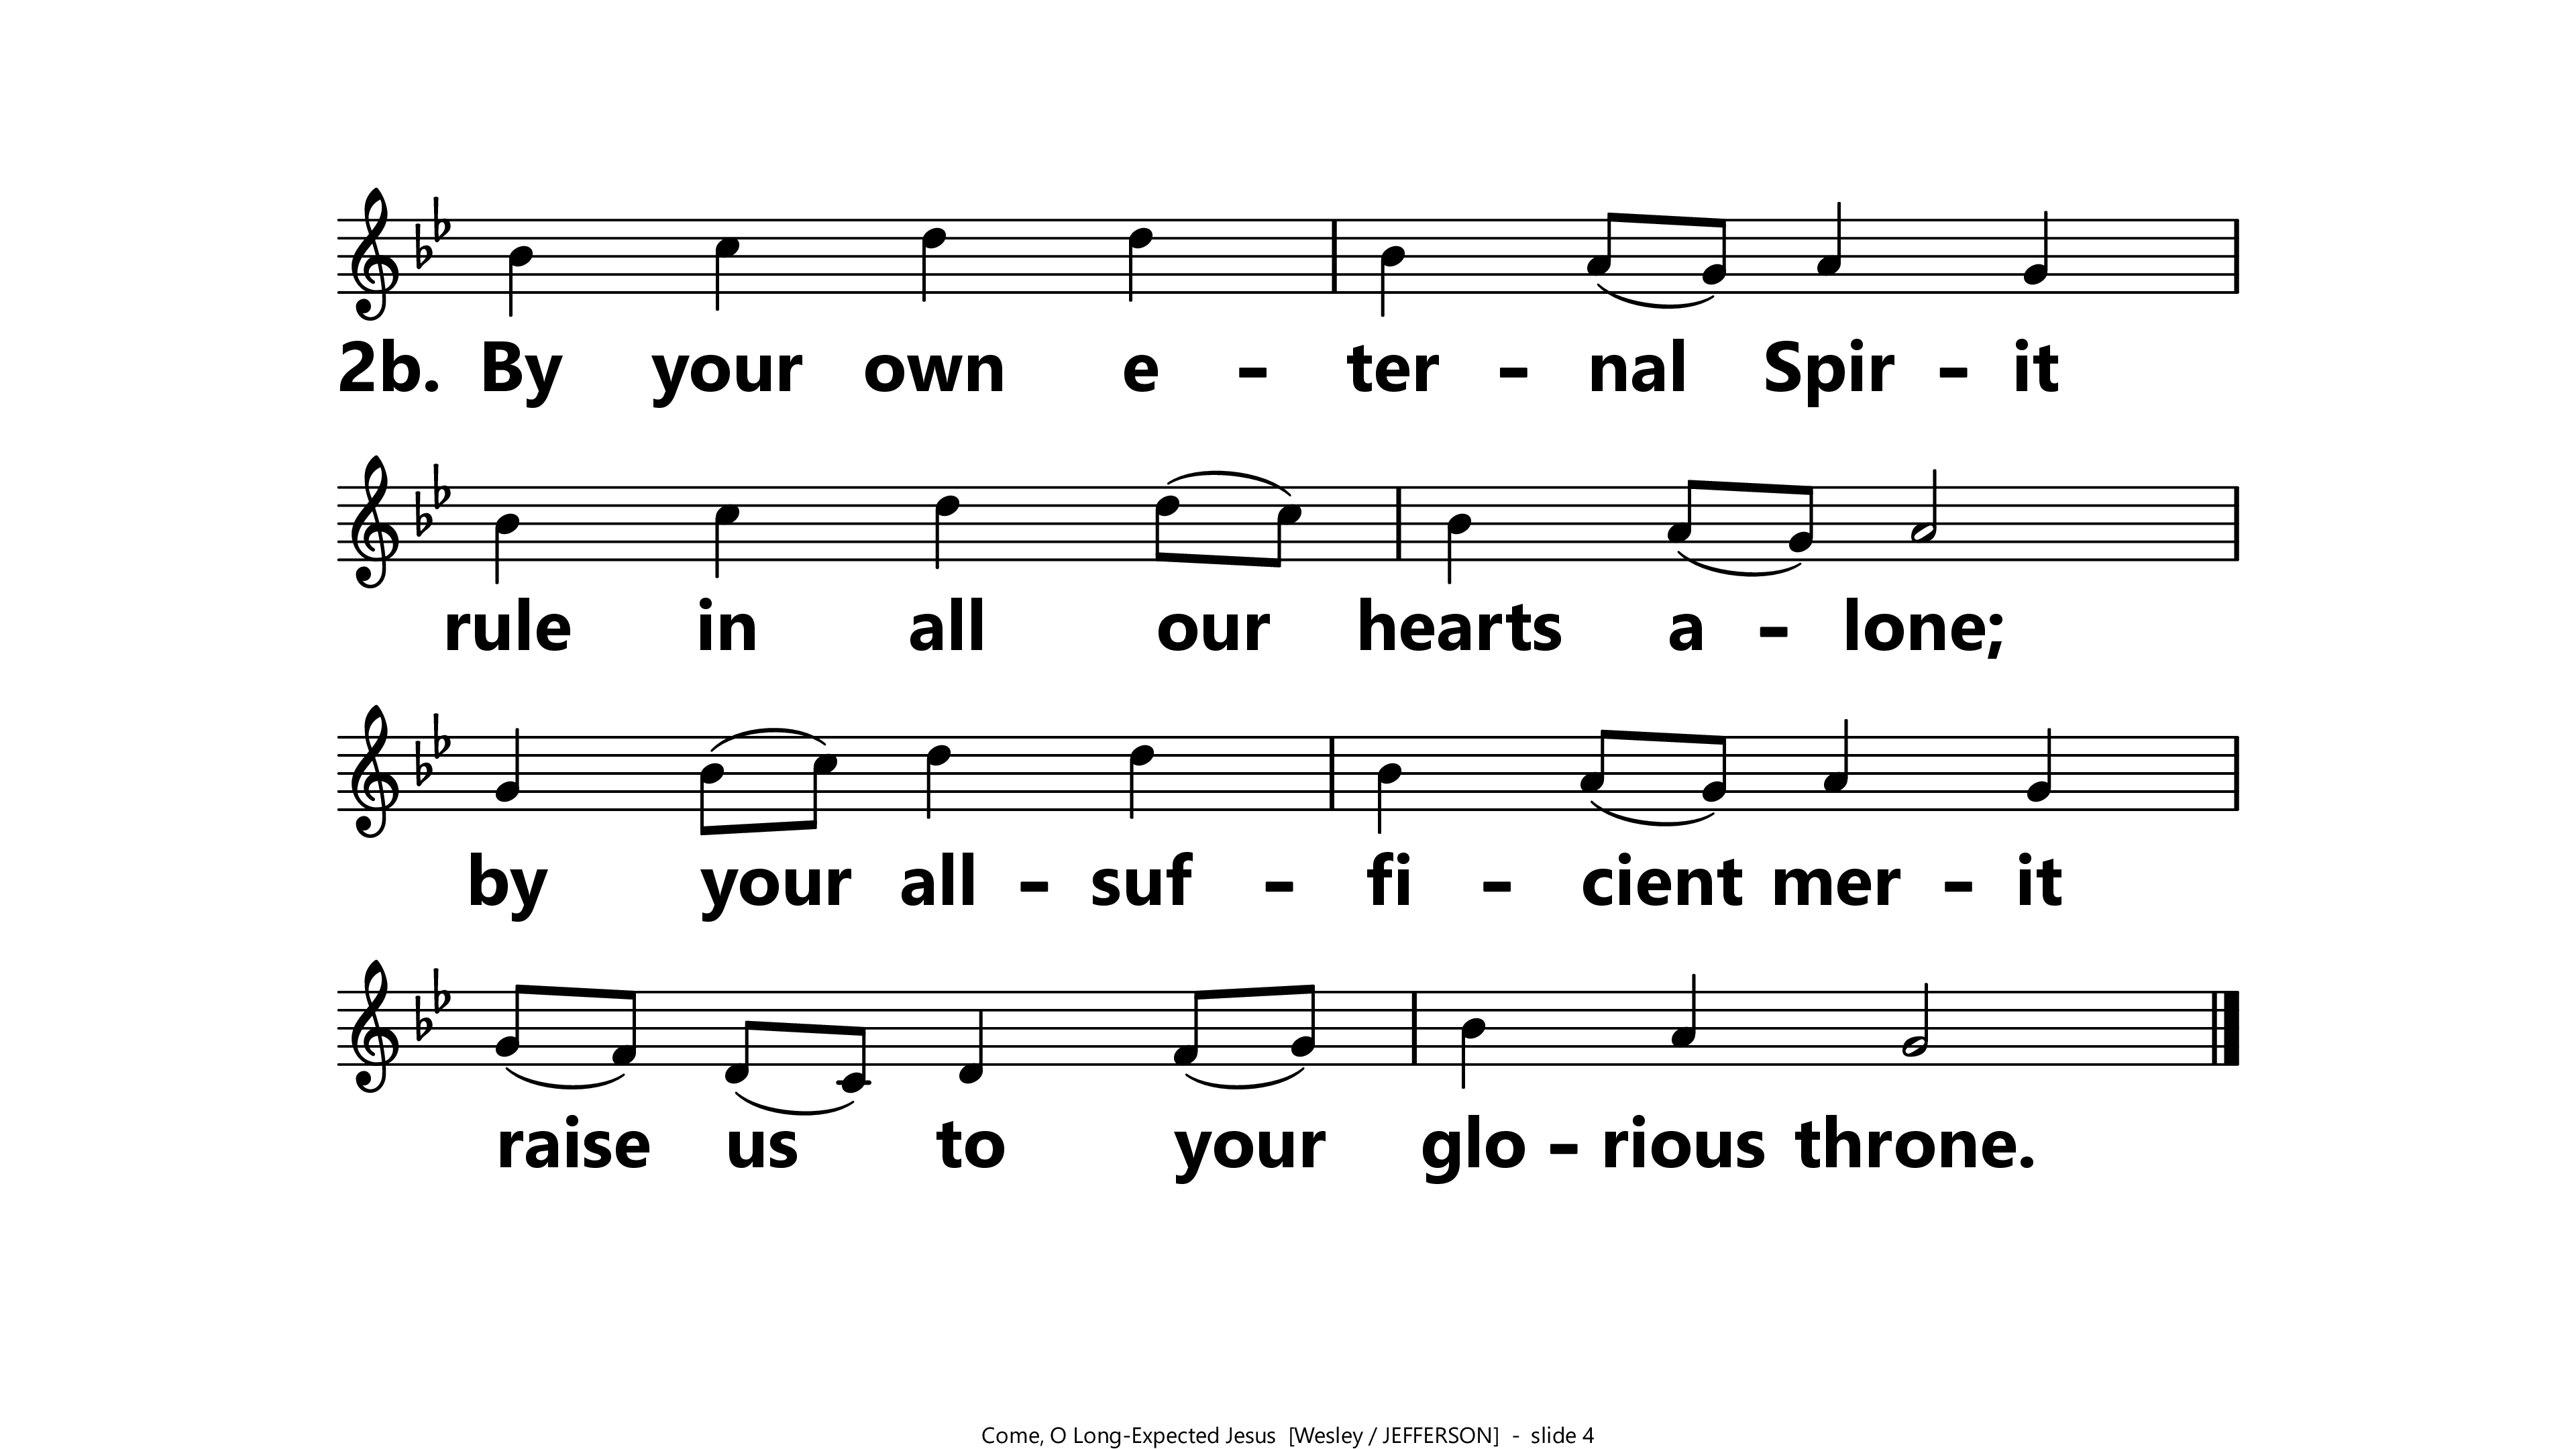 2b. By your own e - ter - nal Spir - it
rule in all our hearts a - lone;
by your all - suf - fi - cient mer - it
raise us to your glo - rious throne.
Come, O Long-Expected Jesus [Wesley / JEFFERSON] - slide 4